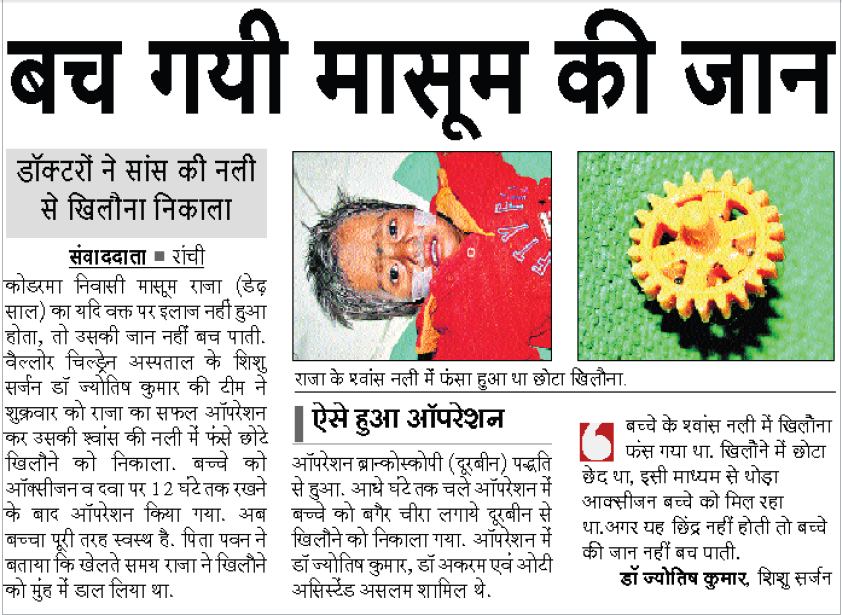 बच गयी मासूम की जान
डॉक्टरों ने सांस की नली
से खिलौना निकाला
संवाददाता ■ रांची
कोडरमा निवासी मासूम राजा (डेढ़
साल) का यदि वक्त पर इलाज नहीं हुआ
होता, तो उसकी जान नहीं बच पाती.
वैल्लोर चिल्ड्रेन अस्पताल के शिशु
सर्जन डॉ ज्योतिष कुमार की टीम ने
शुक्रवार को राजा का सफल ऑपरेशन
कर उसकी श्वांस की नली में फंसे छोटे
खिलौने को निकाला. बच्चे को
ऑक्सीजन व दवा पर 12 घंटे तक रखने
के बाद ऑपरेशन किया गया. अब
बच्चा पूरी तरह स्वस्थ है. पिता पवन ने
बताया कि खेलते समय राजा ने खिलौने
को मुंह में डाल लिया था.
राजा के श्वांस नली में फंसा हुआ था छोटा खिलौना.
ऐसे हुआ ऑपरेशन
ऑपरेशन ब्रान्कोस्कोपी (दूरबीन) पद्धति
से हुआ. आधे घंटे तक चले ऑपरेशन में
बच्चे को बगैर चीरा लगाये दूरबीन से
खिलौने को निकाला गया. ऑपरेशन में
डॉ ज्योतिष कुमार, डॉ अकरम एवं ओटी
असिस्टेंड असलम शामिल थे.
बच्चे के श्वांस नली में खिलौना
फंस गया था. खिलौने में छोटा
छेद था, इसी माध्यम से थोड़ा
आक्सीजन बच्चे को मिल रहा
था.अगर यह छिंद्र नहीं होती तो बच्चे
की जान नहीं बच पाती.
डॉ ज्योतिष कुमार, शिशु सर्जन